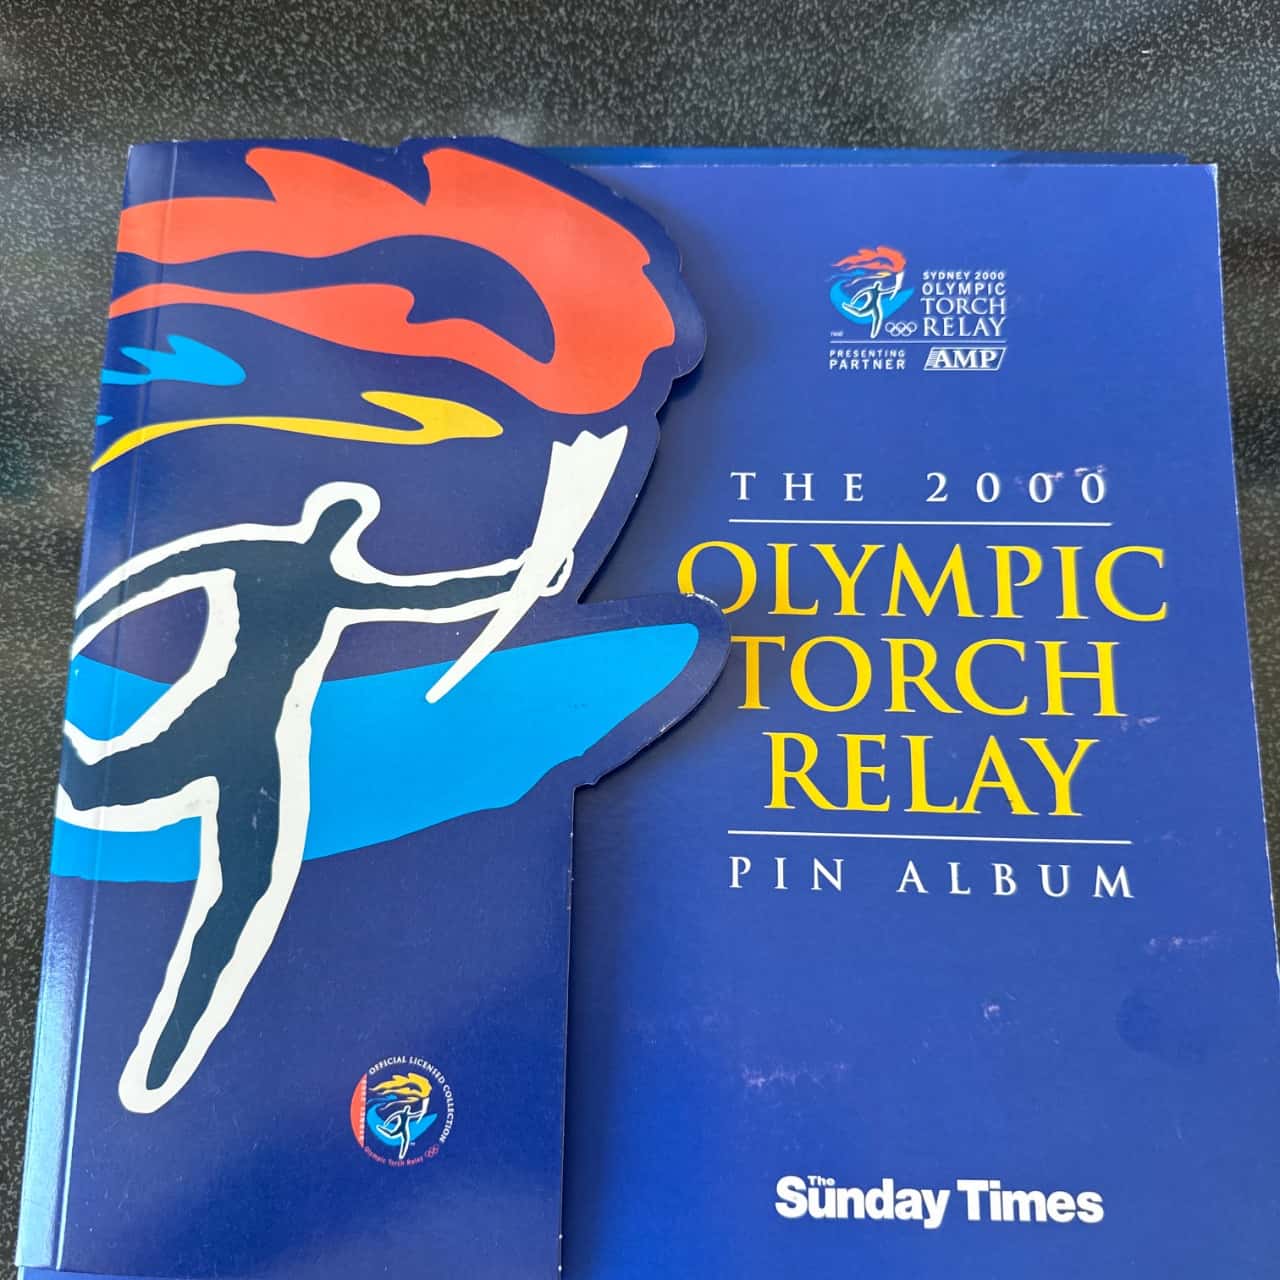 SYDNEY 2000
OLYMPIC
TORCH
RELAY
PRESENTING
PARTNER
AMP
THE 2000
OLYMPIC
TORCH
RELAY
PIN ALBUM
OFFICIAL LICENSED COLLECTION
Olympic Torch Relay
The Sunday Times